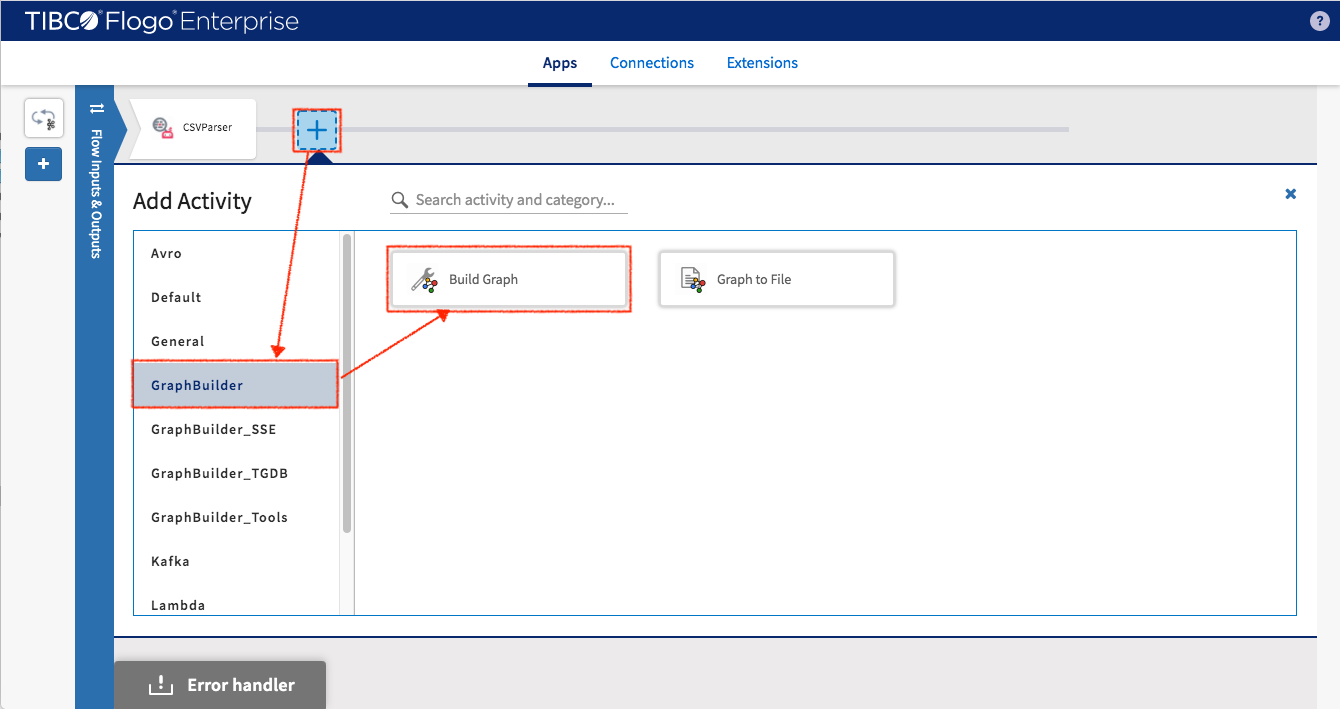 TIBCO® Flogo® Enterprise
?
Apps
Connections
Extensions
Flow Inputs & Outputs
CSVParser
Add Activity
Search activity and category...
Avro
Default
General
GraphBuilder
GraphBuilder_SSE
GraphBuilder_TGDB
GraphBuilder_Tools
Kafka
Lambda
Build Graph
Graph to File
Error handler